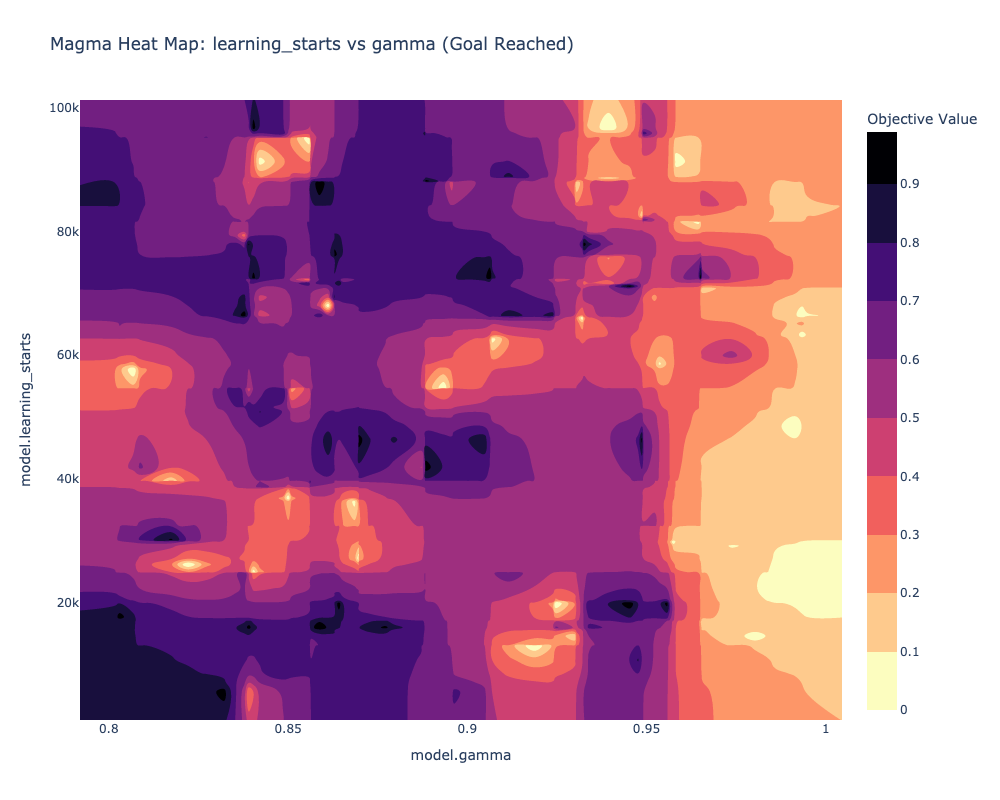 Magma Heat Map: learning_starts vs gamma (Goal Reached)
Objective Value
0.9
0.8
0.7
0.6
0.5
0.4
0.3
0.2
0.1
0
100k
80k
60k
40k
20k
model.learning_starts
0.8
0.85
0.9
0.95
1
model.gamma